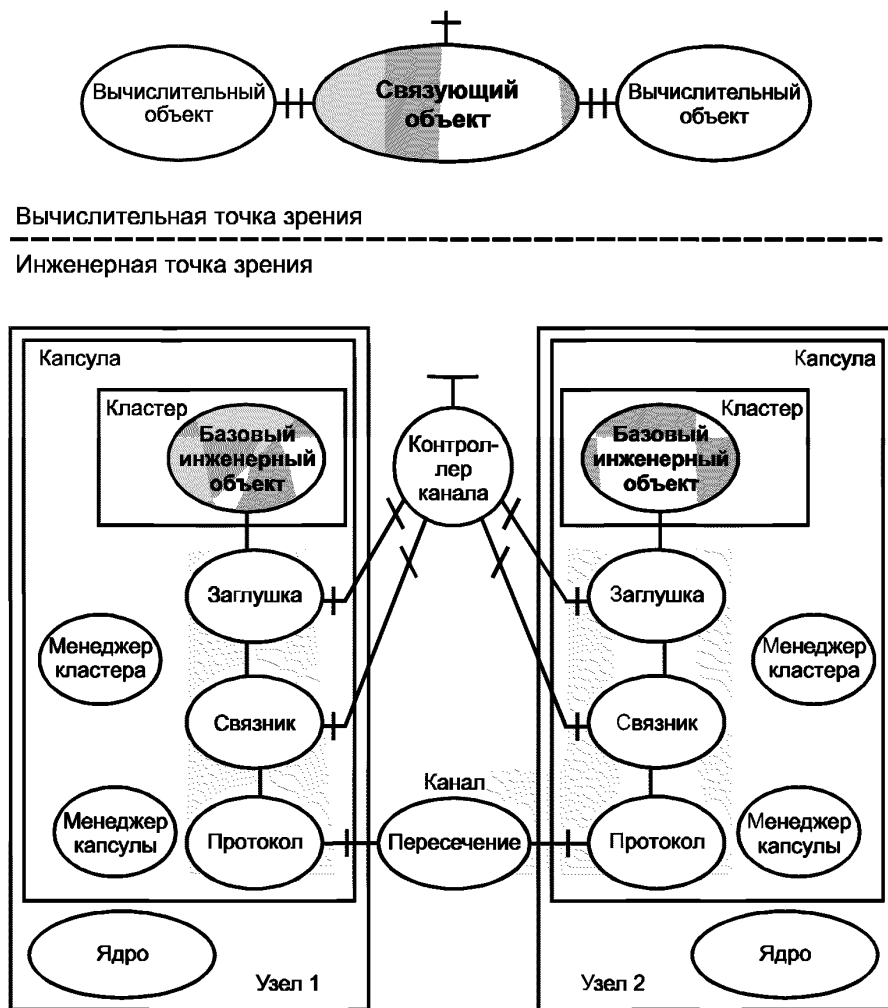 Вычислительный
объект
Связующий
объект
Вычислительный
объект
Вычислительная точка зрения
Инженерная точка зрения
Капсула
Кластер
Базовый
инженерный
объект
Заглушка
Менеджер
кластера
Связник
Менеджер
капсулы
Протокол
Ядро
Узел 1
Контрол-
лер
канала
Канал
Пересечение
Капсула
Кластер
Базовый
инженерный
объект
Заглушка
Менеджер
кластера
Связник
Протокол
Менеджер
капсулы
Узел 2
Ядро